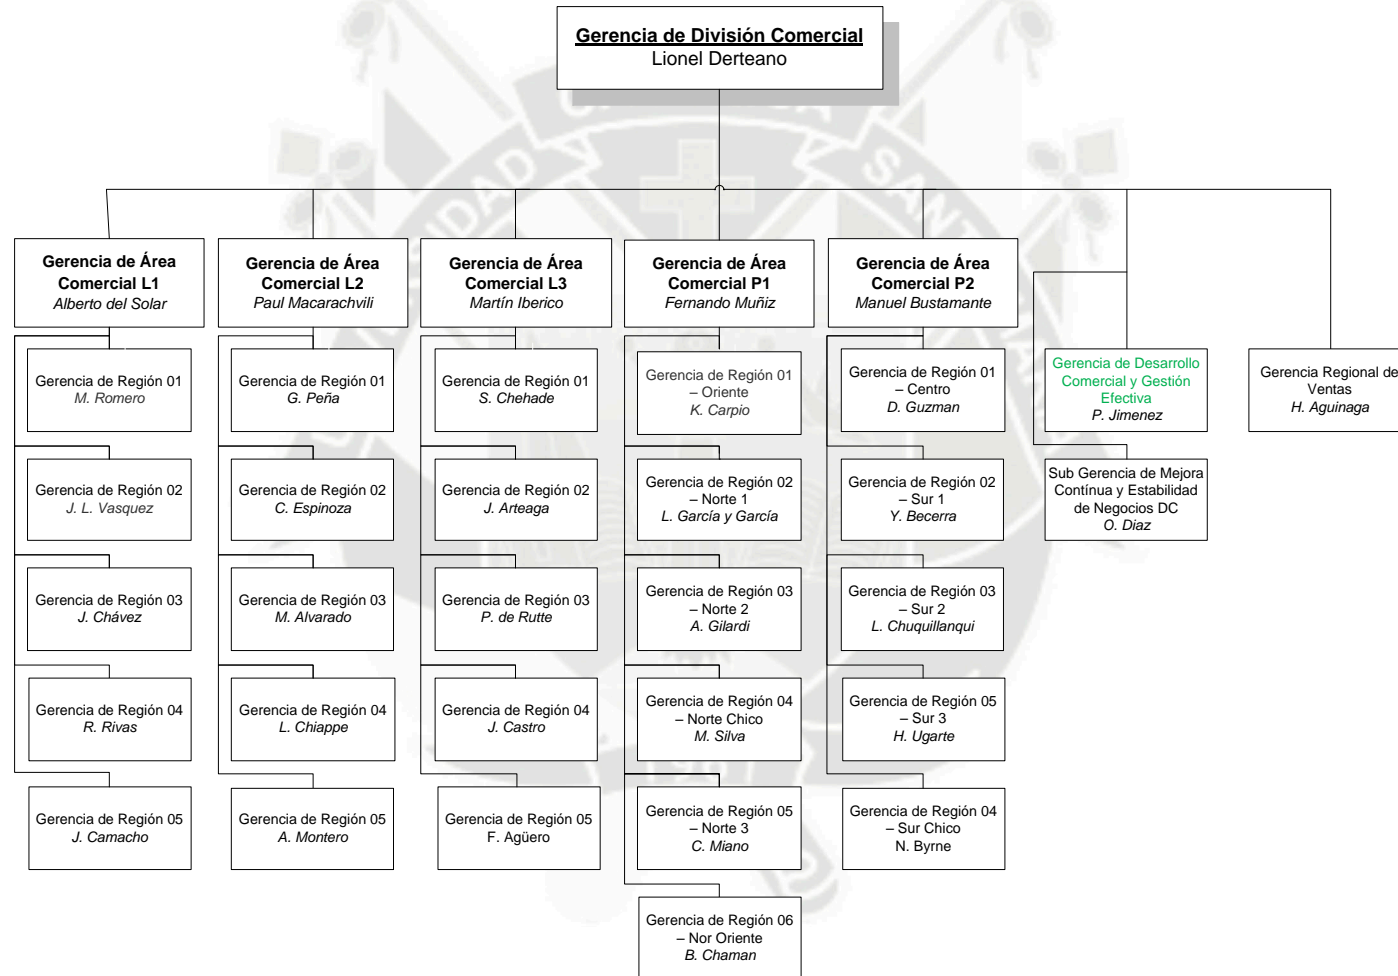 Gerencia de División Comercial
Lionel Derteano
Gerencia de Área
Comercial L1
Alberto del Solar
Gerencia de Región 01
M. Romero
Gerencia de Región 02
J. L. Vasquez
Gerencia de Región 03
J. Chávez
Gerencia de Región 04
R. Rivas
Gerencia de Región 05
J. Camacho
Gerencia de Área
Comercial L2
Paul Macarachvili
Gerencia de Región 01
G. Peña
Gerencia de Región 02
C. Espinoza
Gerencia de Región 03
M. Alvarado
Gerencia de Región 04
L. Chiappe
Gerencia de Región 05
A. Montero
Gerencia de Área
Comercial L3
Martín Iberico
Gerencia de Región 01
S. Chehade
Gerencia de Región 02
J. Arteaga
Gerencia de Región 03
P. de Rutte
Gerencia de Región 04
J. Castro
Gerencia de Región 05
F. Agüero
Gerencia de Área
Comercial P1
Fernando Muñiz
Gerencia de Región 01
– Oriente
K. Carpio
Gerencia de Región 02
– Norte 1
L. García y García
Gerencia de Región 03
– Norte 2
A. Gilardi
Gerencia de Región 04
– Norte Chico
M. Silva
Gerencia de Región 05
– Norte 3
C. Miano
Gerencia de Región 06
– Nor Oriente
B. Chaman
Gerencia de Área
Comercial P2
Manuel Bustamante
Gerencia de Región 01
– Centro
D. Guzman
Gerencia de Región 02
– Sur 1
Y. Becerra
Gerencia de Región 03
– Sur 2
L. Chuquillanqui
Gerencia de Región 05
– Sur 3
H. Ugarte
Gerencia de Región 04
– Sur Chico
N. Byrne
Gerencia de Desarrollo
Comercial y Gestión
Efectiva
P. Jimenez
Sub Gerencia de Mejora
Contínua y Estabilidad
de Negocios DC
O. Diaz
Gerencia Regional de
Ventas
H. Aguinaga